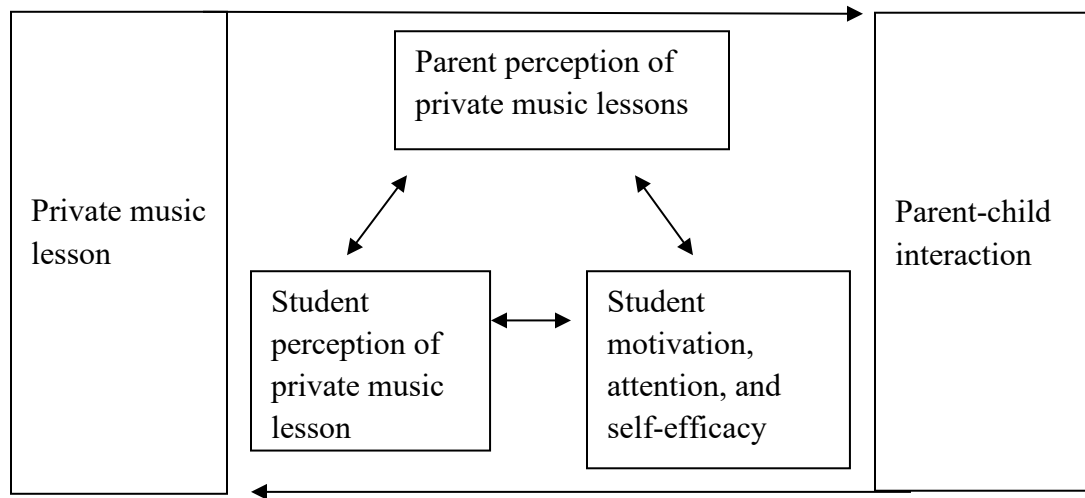 Parent perception of
private music lessons
Private music
lesson
Parent-child
interaction
Student
perception of
private music
lesson
Student
motivation,
attention, and
self-efficacy